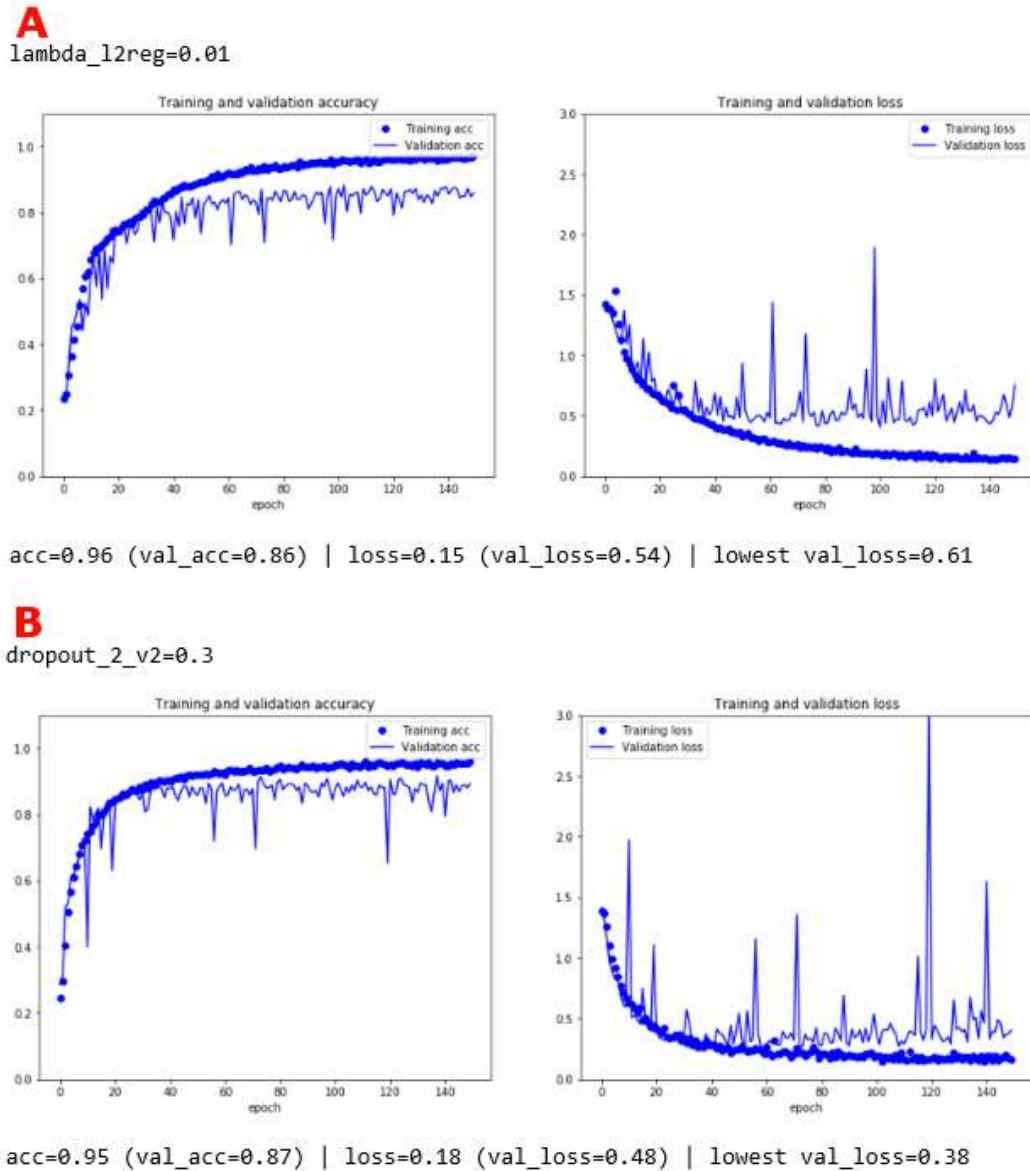 A
lambda_l2reg=0.01
Training and validation accuracy
Training acc
Validation acc
1.0
0.8
0.6
0.4
0.2
0.0
0 20 40 60 80 100 120 140
epoch
Training and validation loss
Training loss
Validation loss
3.0
2.5
2.0
1.5
1.0
0.5
0.0
0 20 40 60 80 100 120 140
epoch
acc=0.96 (val_acc=0.86) | loss=0.15 (val_loss=0.54) | lowest val_loss=0.61
B
dropout_2_v2=0.3
Training and validation accuracy
Training acc
Validation acc
1.0
0.8
0.6
0.4
0.2
0.0
0 20 40 60 80 100 120 140
epoch
Training and validation loss
Training loss
Validation loss
3.0
2.5
2.0
1.5
1.0
0.5
0.0
0 20 40 60 80 100 120 140
epoch
acc=0.95 (val_acc=0.87) | loss=0.18 (val_loss=0.48) | lowest val_loss=0.38